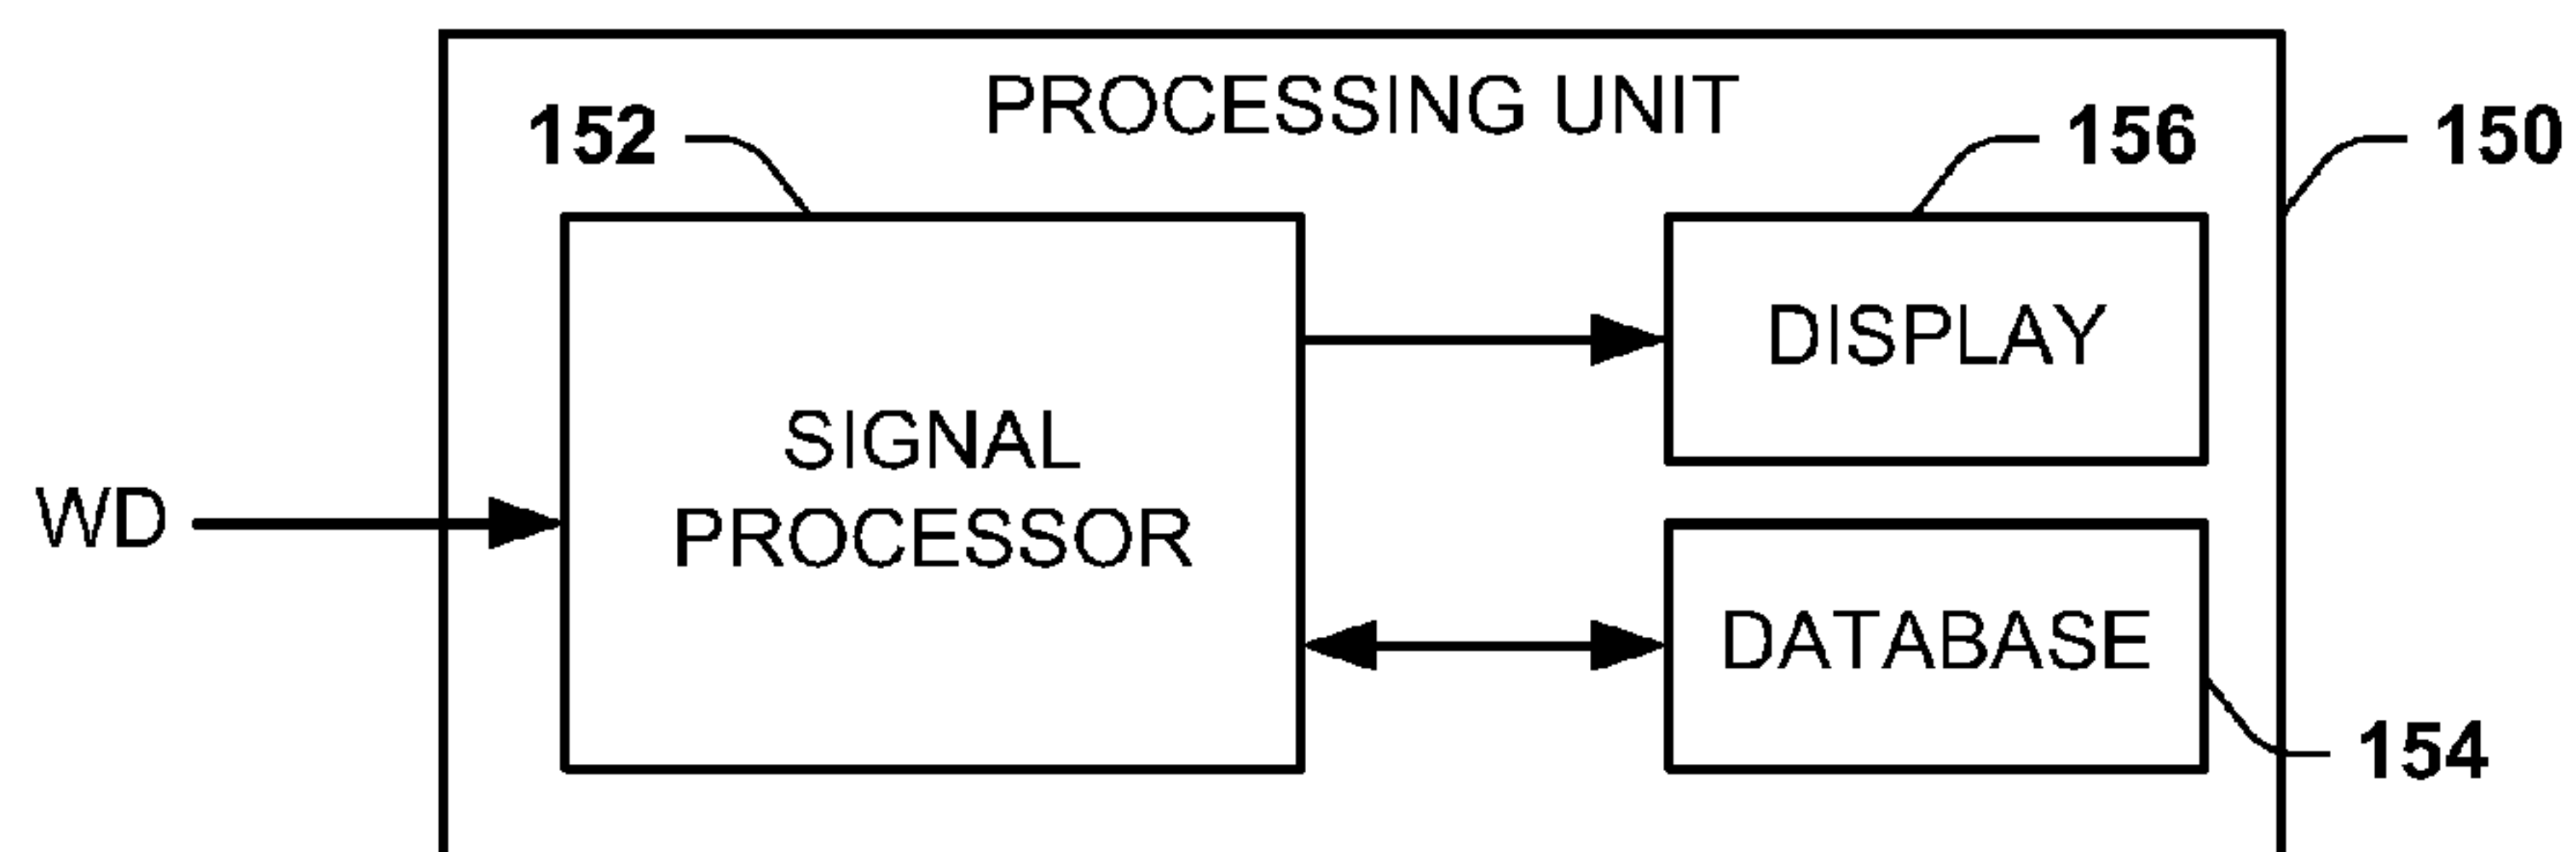 PROCESSING UNIT
152
156
150
SIGNAL
PROCESSOR
DISPLAY
WD
DATABASE
154